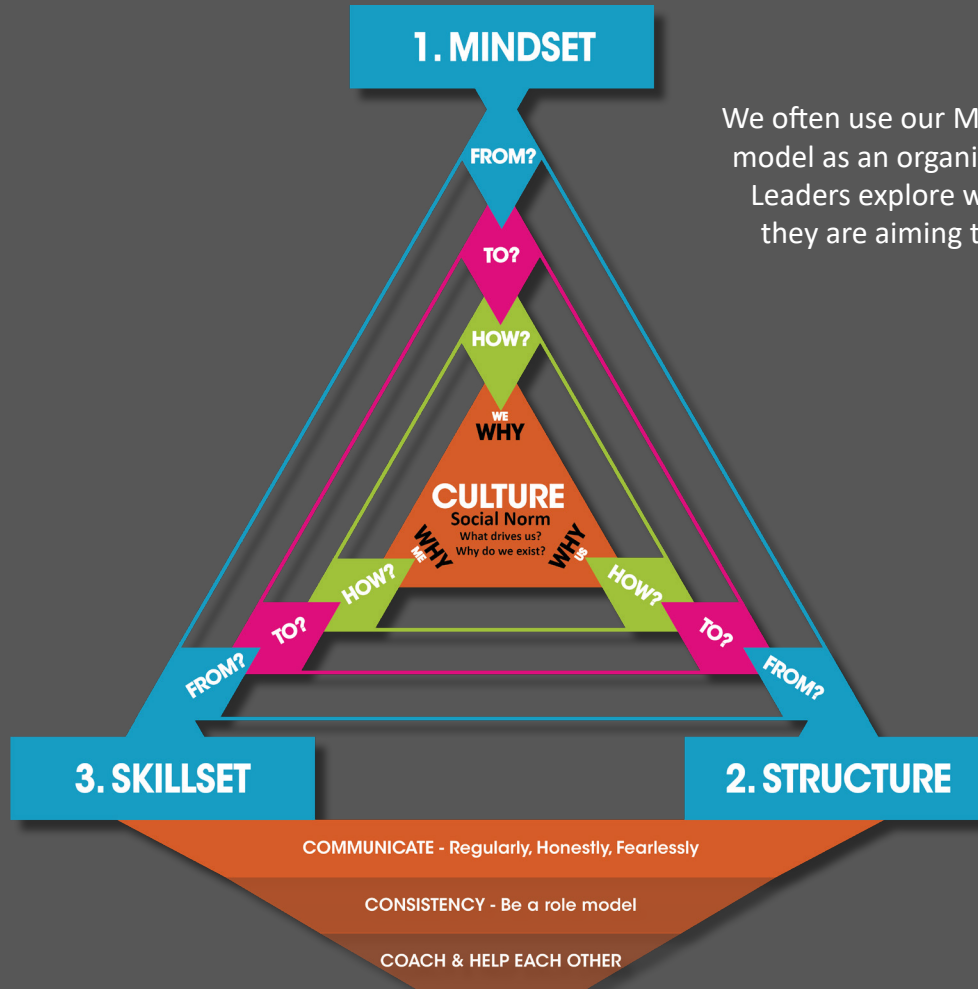 1. MINDSET
We often use our M
model as an organi
Leaders explore w
they are aiming t
FROM?
TO?
HOW?
WE
WHY
CULTURE
Social Norm
What drives us?
Why do we exist?
WHY
ME
WHY
US
HOW?
HOW?
TO?
TO?
FROM?
FROM?
3. SKILLSET
2. STRUCTURE
COMMUNICATE - Regularly, Honestly, Fearlessly
CONSISTENCY - Be a role model
COACH & HELP EACH OTHER